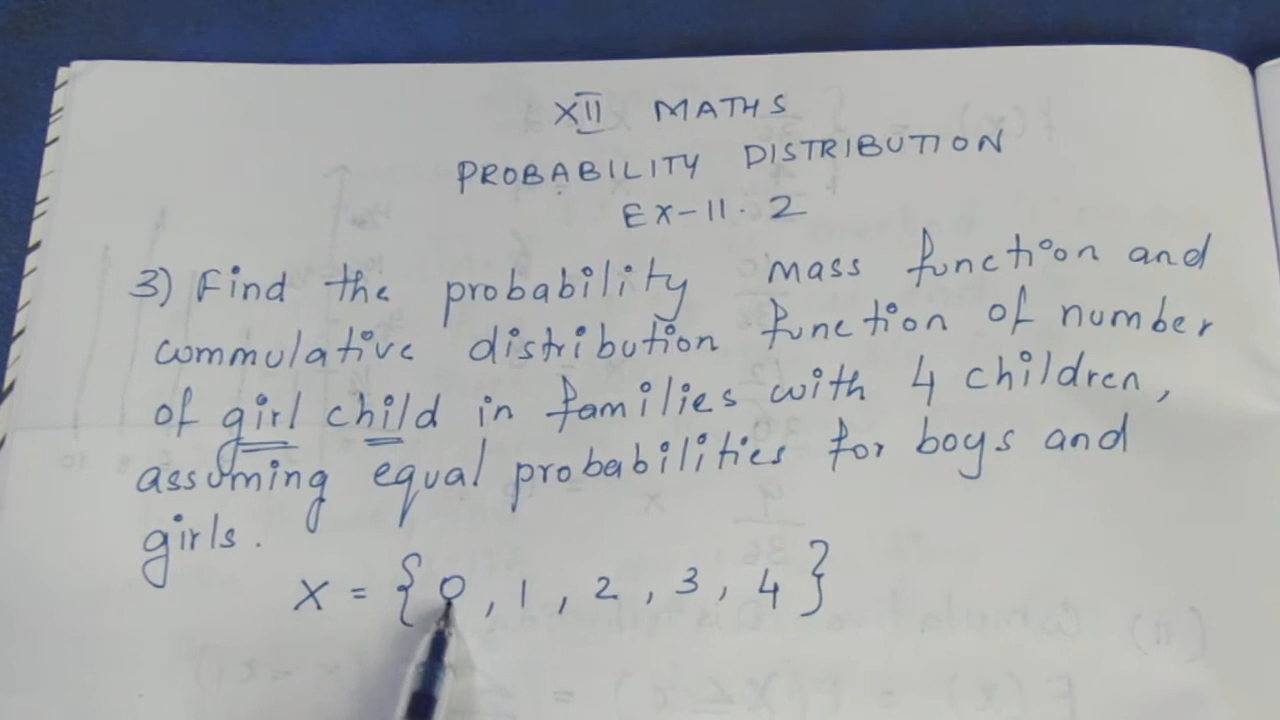 XII MATHS
PROBABILITY DISTRIBUTION
EX-11.2
3) Find the probability mass function and
commulative distribution function of number
of girl child in families with 4 children,
assuming equal probabilities for boys and
girls.
X = {0, 1, 2, 3, 4}